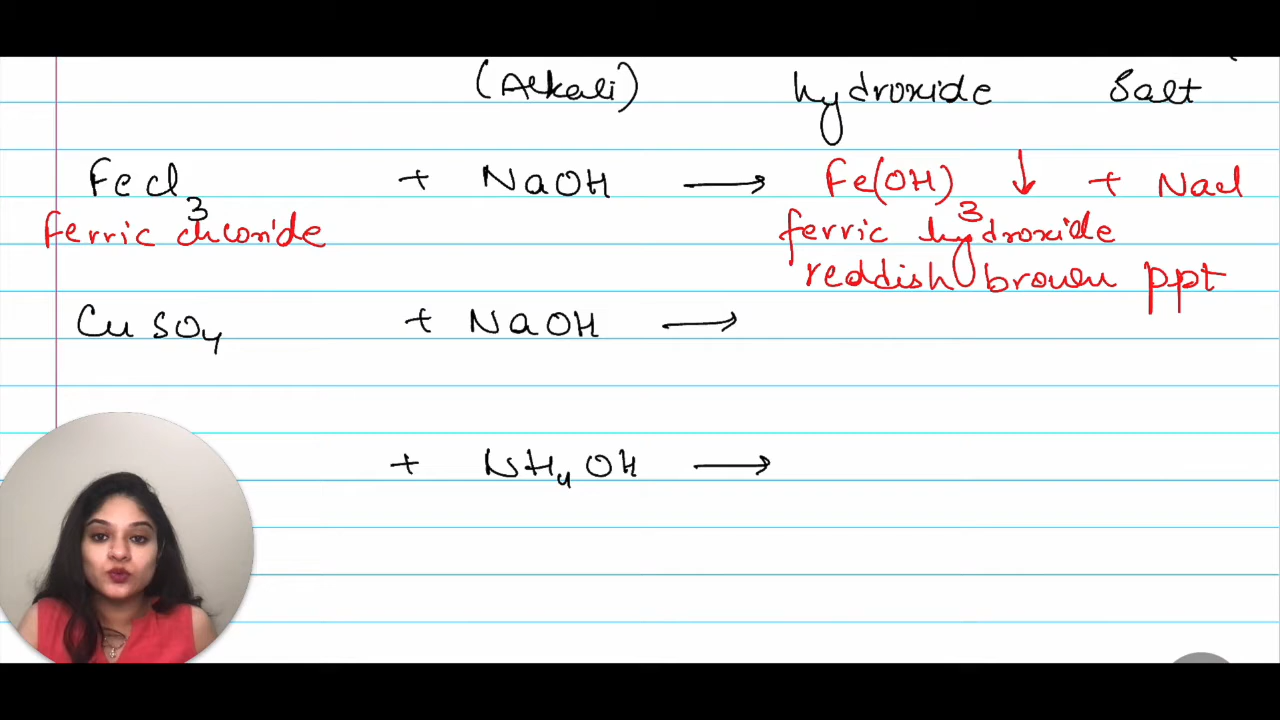 (Alkali) hydroxide Salt
FeCl3 + NaOH → Fe(OH)3 ↓ + NaCl
ferric chloride ferric hydroxide
reddish brown ppt
CuSO4 + NaOH →
+ NH4OH →